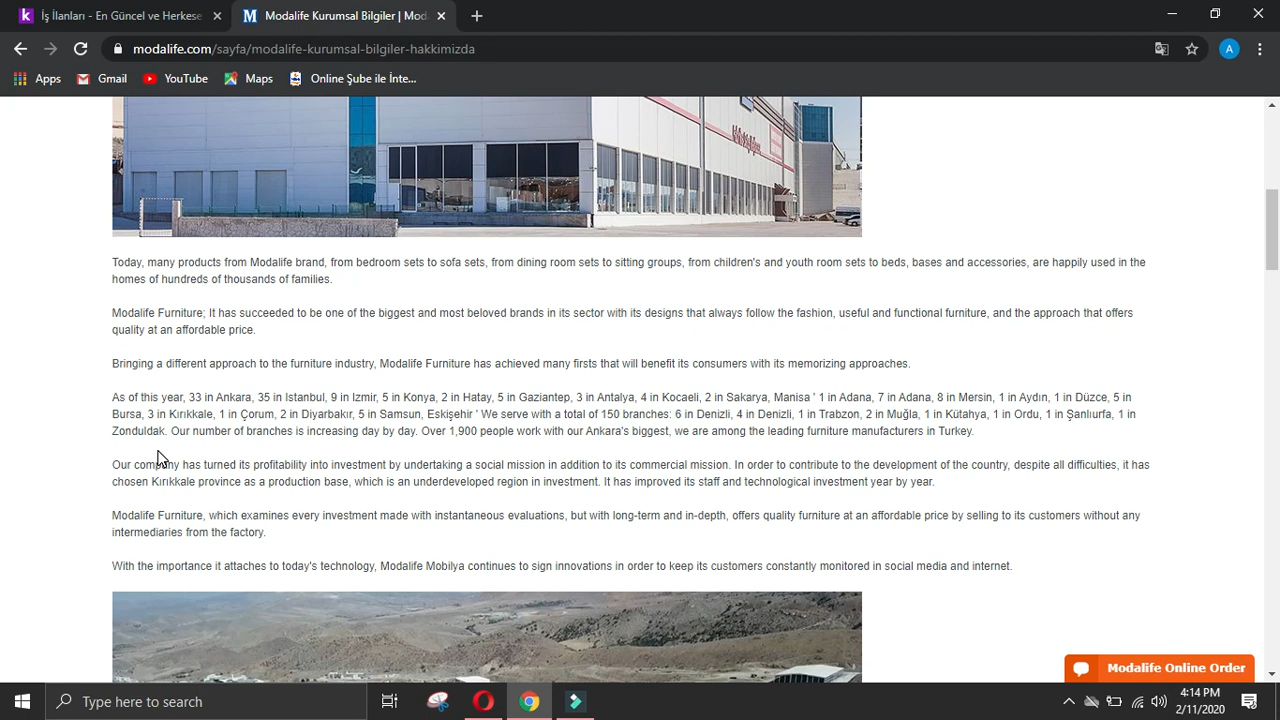 İş İlanları - En Güncel ve Herkese
Modalife Kurumsal Bilgiler | Moda
modalife.com/sayfa/modalife-kurumsal-bilgiler-hakkimizda
A
Apps
Gmail
YouTube
Maps
Online Şube ile İnte...
Today, many products from Modalife brand, from bedroom sets to sofa sets, from dining room sets to sitting groups, from children's and youth room sets to beds, bases and accessories, are happily used in the
homes of hundreds of thousands of families.
Modalife Furniture; It has succeeded to be one of the biggest and most beloved brands in its sector with its designs that always follow the fashion, useful and functional furniture, and the approach that offers
quality at an affordable price.
Bringing a different approach to the furniture industry, Modalife Furniture has achieved many firsts that will benefit its consumers with its memorizing approaches.
As of this year, 33 in Ankara, 35 in Istanbul, 9 in Izmir, 5 in Konya, 2 in Hatay, 5 in Gaziantep, 3 in Antalya, 4 in Kocaeli, 2 in Sakarya, Manisa ' 1 in Adana, 7 in Adana, 8 in Mersin, 1 in Aydın, 1 in Düzce, 5 in
Bursa, 3 in Kırıkkale, 1 in Çorum, 2 in Diyarbakır, 5 in Samsun, Eskişehir ' We serve with a total of 150 branches: 6 in Denizli, 4 in Denizli, 1 in Trabzon, 2 in Muğla, 1 in Kütahya, 1 in Ordu, 1 in Şanlıurfa, 1 in
Zonduldak. Our number of branches is increasing day by day. Over 1,900 people work with our Ankara's biggest, we are among the leading furniture manufacturers in Turkey.
Our company has turned its profitability into investment by undertaking a social mission in addition to its commercial mission. In order to contribute to the development of the country, despite all difficulties, it has
chosen Kırıkkale province as a production base, which is an underdeveloped region in investment. It has improved its staff and technological investment year by year.
Modalife Furniture, which examines every investment made with instantaneous evaluations, but with long-term and in-depth, offers quality furniture at an affordable price by selling to its customers without any
intermediaries from the factory.
With the importance it attaches to today's technology, Modalife Mobilya continues to sign innovations in order to keep its customers constantly monitored in social media and internet.
Modalife Online Order
Type here to search
4:14 PM
2/11/2020